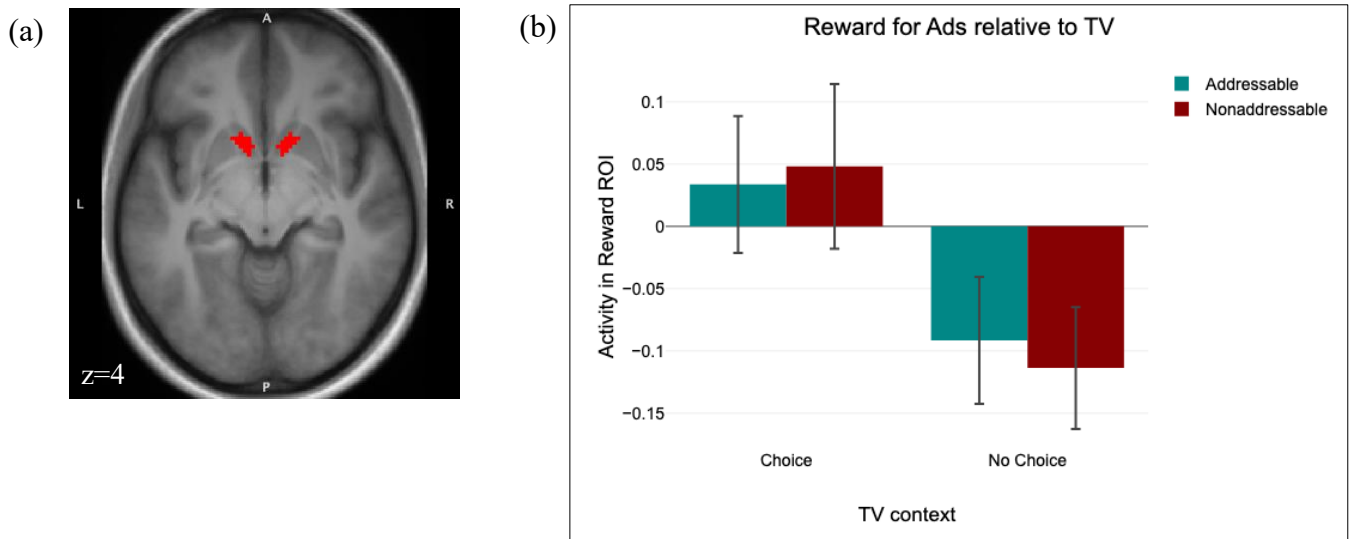 (a)
A
L
R
z=4
P
(b)
Reward for Ads relative to TV
Addressable
Nonaddressable
Activity in Reward ROI
0.1
0.05
0
−0.05
−0.1
−0.15
Choice
No Choice
TV context